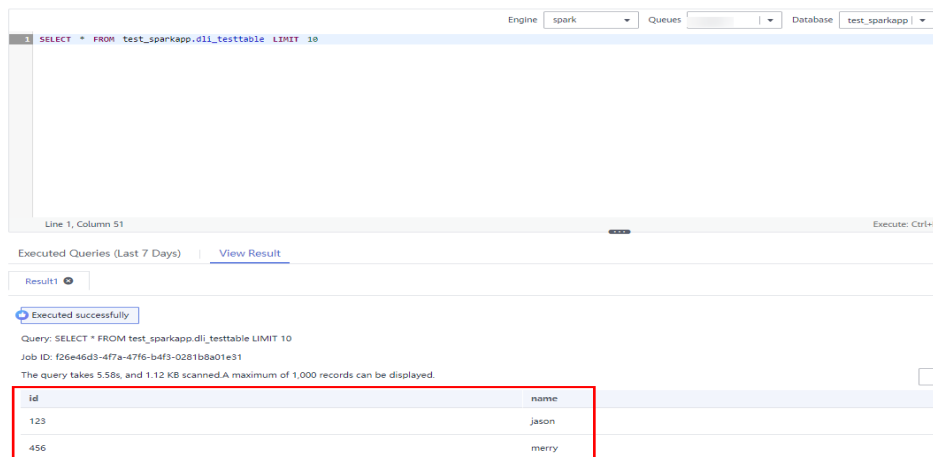 Engine spark Queues Database test_sparkapp
1 SELECT * FROM test_sparkapp.dli_testtable LIMIT 10
Line 1, Column 51 Execute: Ctrl+
Executed Queries (Last 7 Days) View Result
Result1
Executed successfully
Query: SELECT * FROM test_sparkapp.dli_testtable LIMIT 10
Job ID: f26e46d3-4f7a-47f6-b4f3-0281b8a01e31
The query takes 5.58s, and 1.12 KB scanned.A maximum of 1,000 records can be displayed.
id name
123 jason
456 merry